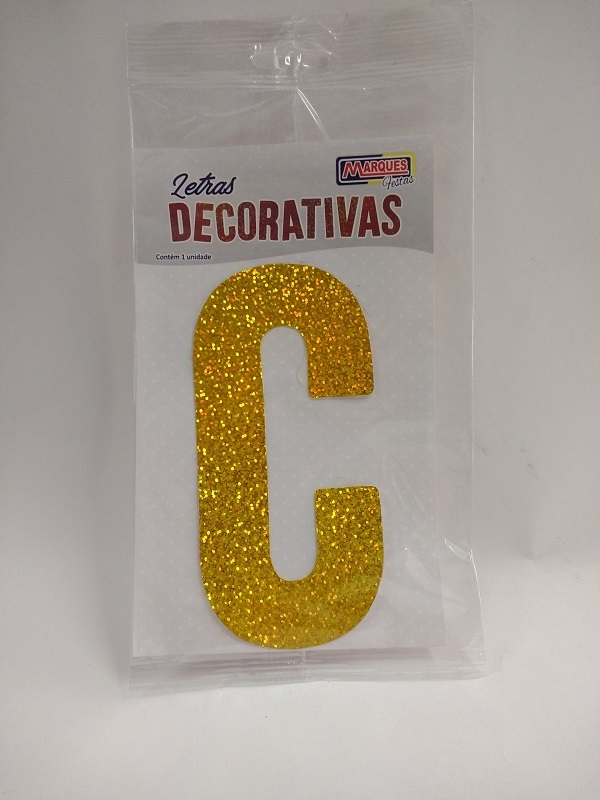 MARQUES
Festas
Letras
DECORATIVAS
Contém 1 unidade
C